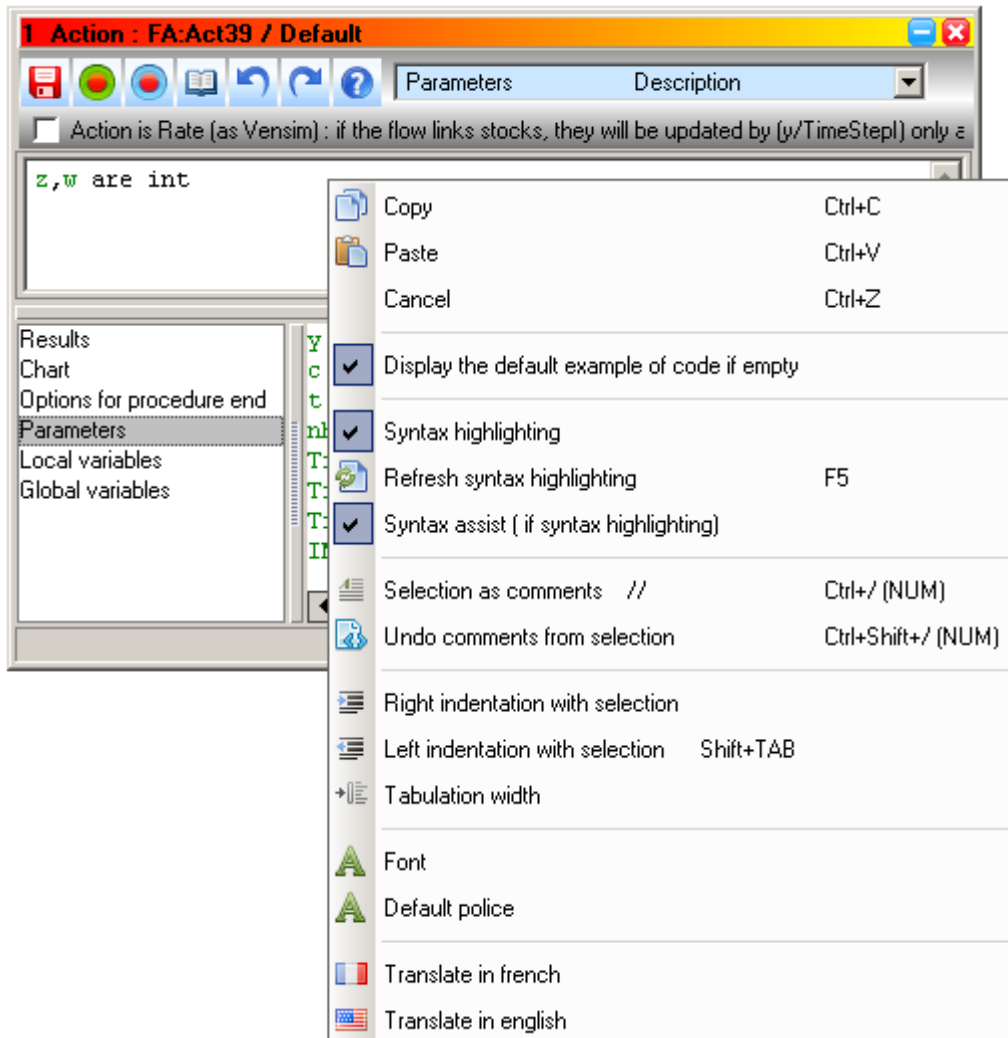 1 Action : FA:Act39 / Default
Parameters Description
Action is Rate (as Vensim) : if the flow links stocks, they will be updated by (y/TimeStepI) only
z,w are int
Copy Ctrl+C
Paste Ctrl+V
Cancel Ctrl+Z
Display the default example of code if empty
Syntax highlighting
Refresh syntax highlighting F5
Syntax assist ( if syntax highlighting)
Selection as comments // Ctrl+/ (NUM)
Undo comments from selection Ctrl+Shift+/ (NUM)
Right indentation with selection
Left indentation with selection Shift+TAB
Tabulation width
Font
Default police
Translate in french
Translate in english
Results
Chart
Options for procedure end
Parameters
Local variables
Global variables
y
c
t